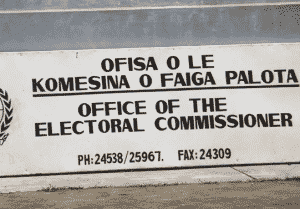 OFISA O LE
KOMESINA O FAIGA PALOTA
OFFICE OF THE
ELECTORAL COMMISSIONER
PH:24538/25967. FAX:24309